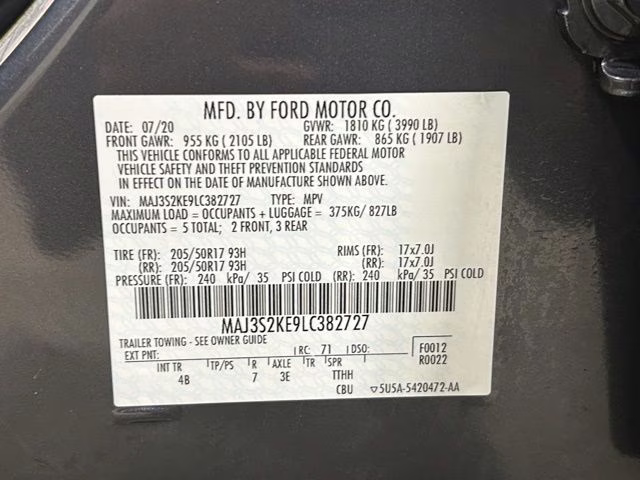 MFD. BY FORD MOTOR CO.
DATE: 07/20 GVWR: 1810 KG ( 3990 LB)
FRONT GAWR: 955 KG ( 2105 LB) REAR GAWR: 865 KG ( 1907 LB)
THIS VEHICLE CONFORMS TO ALL APPLICABLE FEDERAL MOTOR
VEHICLE SAFETY AND THEFT PREVENTION STANDARDS
IN EFFECT ON THE DATE OF MANUFACTURE SHOWN ABOVE.
VIN: MAJ3S2KE9LC382727 TYPE: MPV
MAXIMUM LOAD = OCCUPANTS + LUGGAGE = 375KG/ 827LB
OCCUPANTS = 5 TOTAL; 2 FRONT, 3 REAR
TIRE (FR): 205/50R17 93H RIMS (FR): 17x7.0J
(RR): 205/50R17 93H (RR): 17x7.0J
PRESSURE (FR): 240 kPa/ 35 PSI COLD (RR): 240 kPa/ 35 PSI COLD
MAJ3S2KE9LC382727
TRAILER TOWING - SEE OWNER GUIDE
EXT PNT: RC: 71 DSO: F0012
R0022
INT TR TP/PS R AXLE TR SPR
4B 7 3E TTHH
CBU 5U5A-5420472-AA